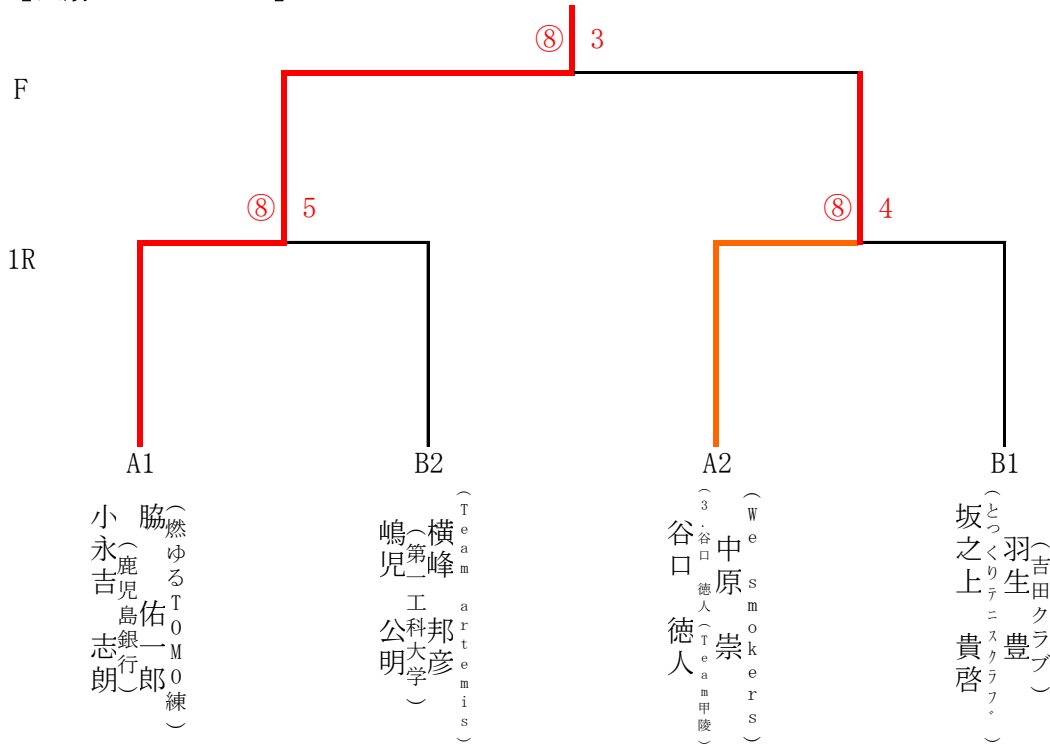 ⑧ 3
F
⑧ 5
⑧ 4
1R
A1
B2
A2
B1
脇 佑一郎
(燃ゆるTOMO練)
小永吉 志朗
(鹿児島銀行)
横峰 邦彦
(Team artemis)
嶋児 公明
(第一工科大学)
中原 崇
(We smokers)
谷口 徳人
(3.谷口 徳人(Team甲陵)
羽生 豊
(吉田クラブ)
坂之上 貴啓
(とっくりテニスクラブ)